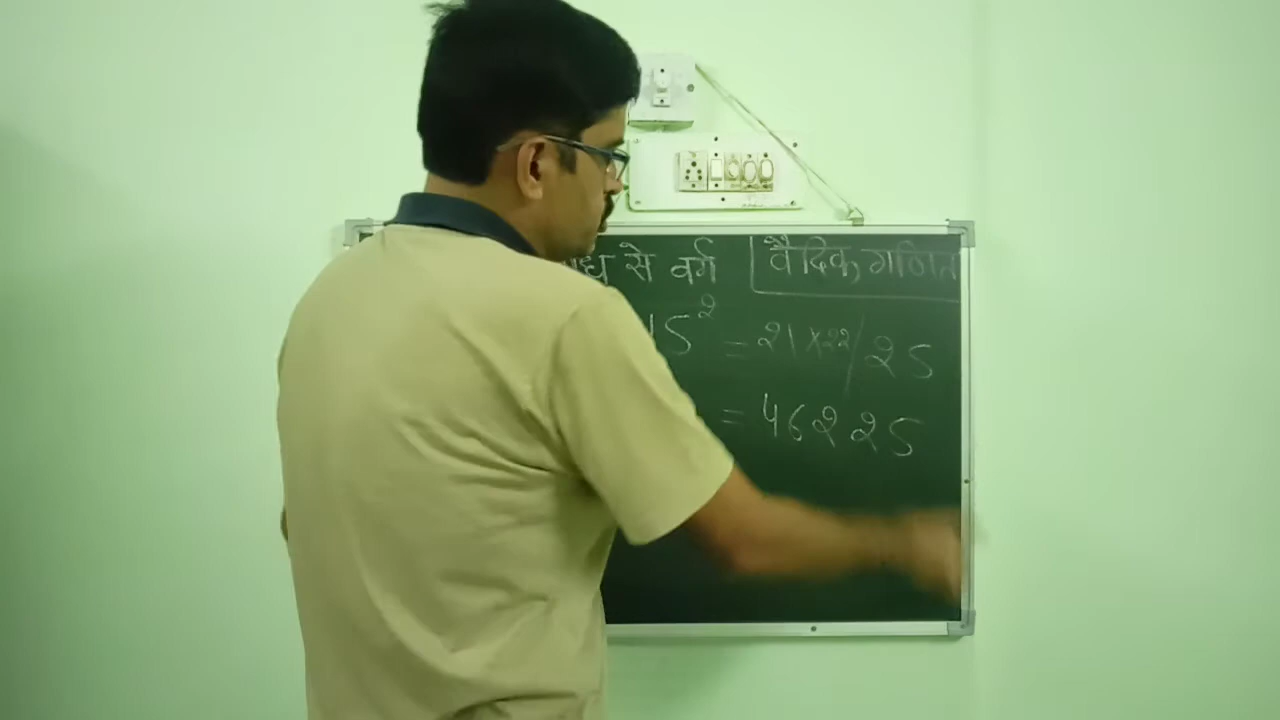 से वर्ग
वैदिक गणित
15² = 21 × 22 / 25
= 46225